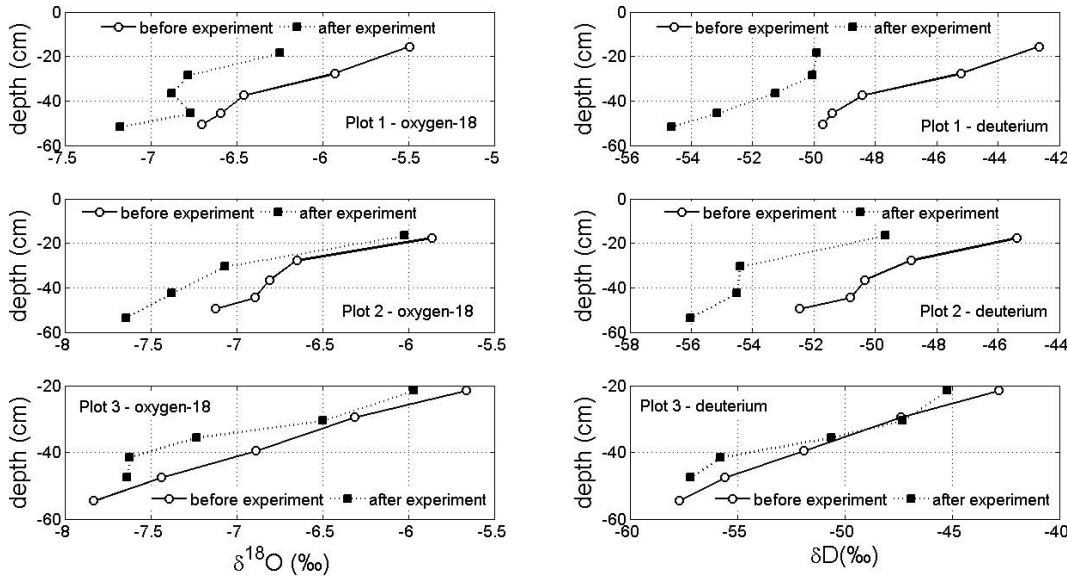 0
before experiment after experiment
-20
-40
Plot 1 - oxygen-18
-60
-7.5 -7 -6.5 -6 -5.5 -5
depth (cm)
0
before experiment after experiment
-20
-40
Plot 1 - deuterium
-60
-56 -54 -52 -50 -48 -46 -44 -42
depth (cm)
0
before experiment after experiment
-20
-40
Plot 2 - oxygen-18
-60
-8 -7.5 -7 -6.5 -6 -5.5
depth (cm)
0
before experiment after experiment
-20
-40
Plot 2 - deuterium
-60
-58 -56 -54 -52 -50 -48 -46 -44 -40
depth (cm)
-20
Plot 3 - oxygen-18
-40
before experiment after experiment
-60
-8 -7.5 -7 -6.5 -6 -5.5
depth (cm)
δ¹⁸O (‰)
-20
Plot 3 - deuterium
-40
before experiment after experiment
-60
-60 -55 -50 -45 -40
depth (cm)
δD(‰)